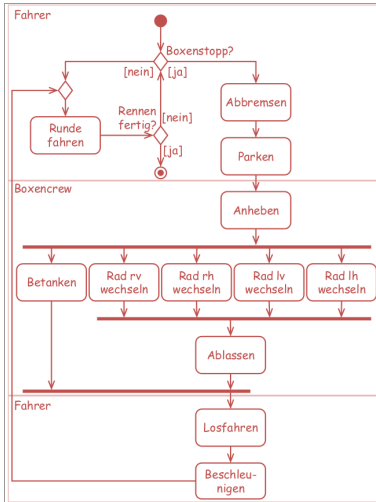 Fahrer
Boxenstopp?
[nein]
[ja]
Abbremsen
Rennen
fertig?
[nein]
Runde
fahren
[ja]
Parken
Boxencrew
Anheben
Betanken
Rad rv
wechseln
Rad rh
wechseln
Rad lv
wechseln
Rad lh
wechseln
Ablassen
Fahrer
Losfahren
Beschleu-
nigen